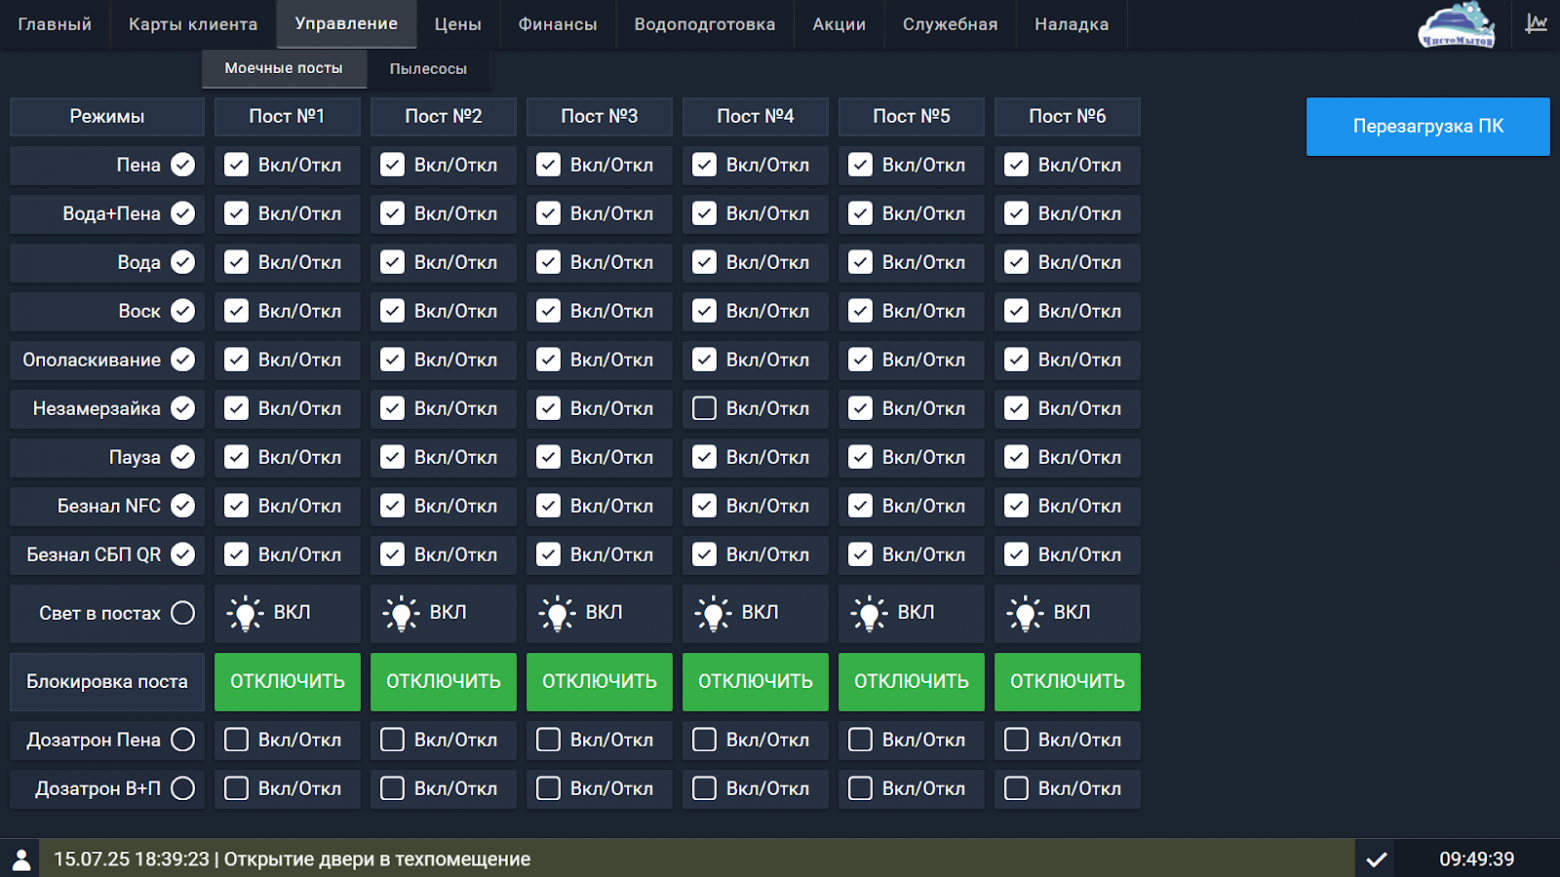 Главный Карты клиента Управление Цены Финансы Водоподготовка Акции Служебная Наладка ЧистоМытов
Моечные посты Пылесосы
Режимы Пост №1 Пост №2 Пост №3 Пост №4 Пост №5 Пост №6 Перезагрузка ПК
Пена Вкл/Откл Вкл/Откл Вкл/Откл Вкл/Откл Вкл/Откл Вкл/Откл
Вода+Пена Вкл/Откл Вкл/Откл Вкл/Откл Вкл/Откл Вкл/Откл Вкл/Откл
Вода Вкл/Откл Вкл/Откл Вкл/Откл Вкл/Откл Вкл/Откл Вкл/Откл
Воск Вкл/Откл Вкл/Откл Вкл/Откл Вкл/Откл Вкл/Откл Вкл/Откл
Ополаскивание Вкл/Откл Вкл/Откл Вкл/Откл Вкл/Откл Вкл/Откл Вкл/Откл
Незамерзайка Вкл/Откл Вкл/Откл Вкл/Откл Вкл/Откл Вкл/Откл Вкл/Откл
Пауза Вкл/Откл Вкл/Откл Вкл/Откл Вкл/Откл Вкл/Откл Вкл/Откл
Безнал NFC Вкл/Откл Вкл/Откл Вкл/Откл Вкл/Откл Вкл/Откл Вкл/Откл
Безнал СБП QR Вкл/Откл Вкл/Откл Вкл/Откл Вкл/Откл Вкл/Откл Вкл/Откл
Свет в постах ВКЛ ВКЛ ВКЛ ВКЛ ВКЛ ВКЛ
Блокировка поста ОТКЛЮЧИТЬ ОТКЛЮЧИТЬ ОТКЛЮЧИТЬ ОТКЛЮЧИТЬ ОТКЛЮЧИТЬ ОТКЛЮЧИТЬ
Дозатрон Пена Вкл/Откл Вкл/Откл Вкл/Откл Вкл/Откл Вкл/Откл Вкл/Откл
Дозатрон В+П Вкл/Откл Вкл/Откл Вкл/Откл Вкл/Откл Вкл/Откл Вкл/Откл
15.07.25 18:39:23 | Открытие двери в техпомещение 09:49:39